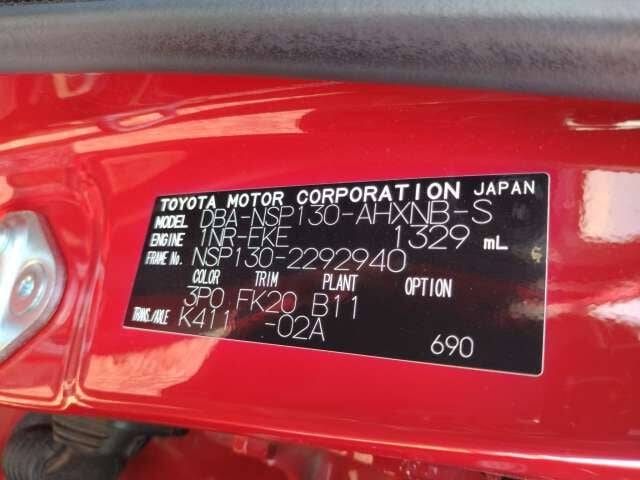 TOYOTA MOTOR CORPORATION JAPAN
MODEL DBA-NSP130-AHXNB-S
ENGINE 1NR-FKE 1329 mL
FRAME No. NSP130-2292940
COLOR TRIM PLANT OPTION
3P0 FK20 B11
TRANS./AXLE K411 -02A
690